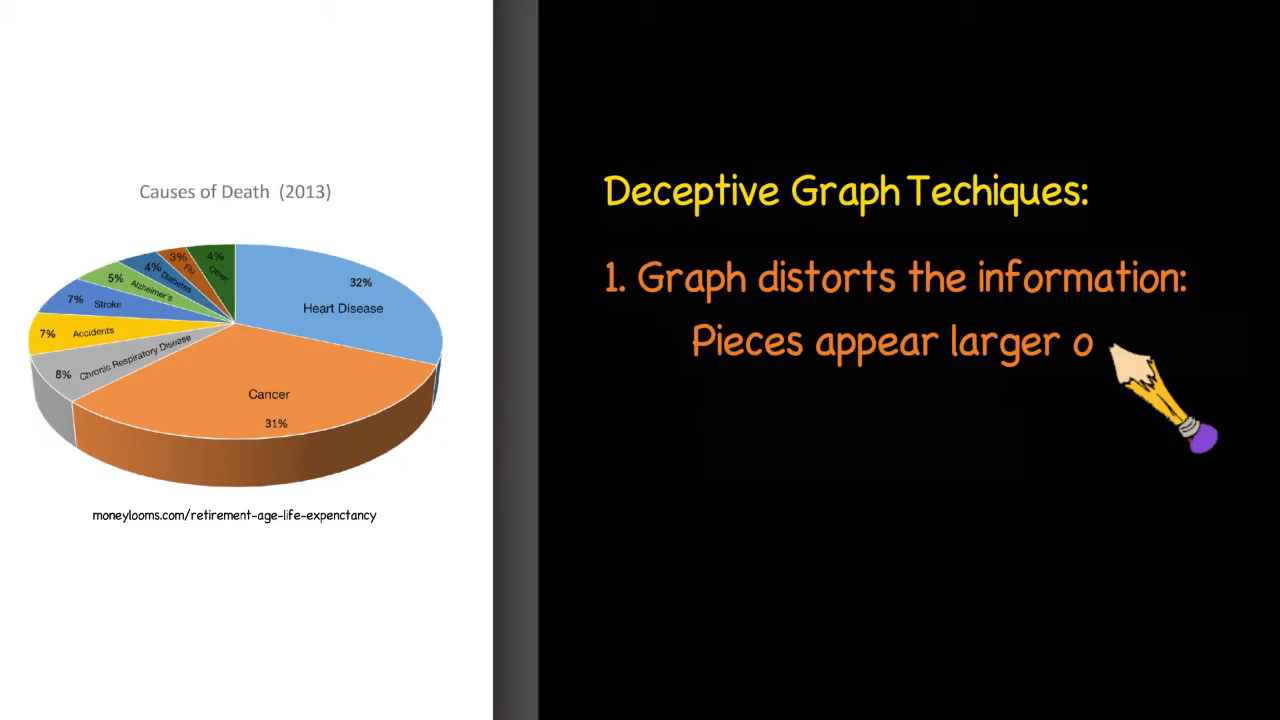 Causes of Death (2013)
4%
Other
3%
Flu
4%
Diabetes
5%
Alzheimer's
7%
Stroke
7%
Accidents
8%
Chronic Respiratory Disease
32%
Heart Disease
Cancer
31%
moneylooms.com/retirement-age-life-expenctancy
Deceptive Graph Techiques:
1. Graph distorts the information:
Pieces appear larger o